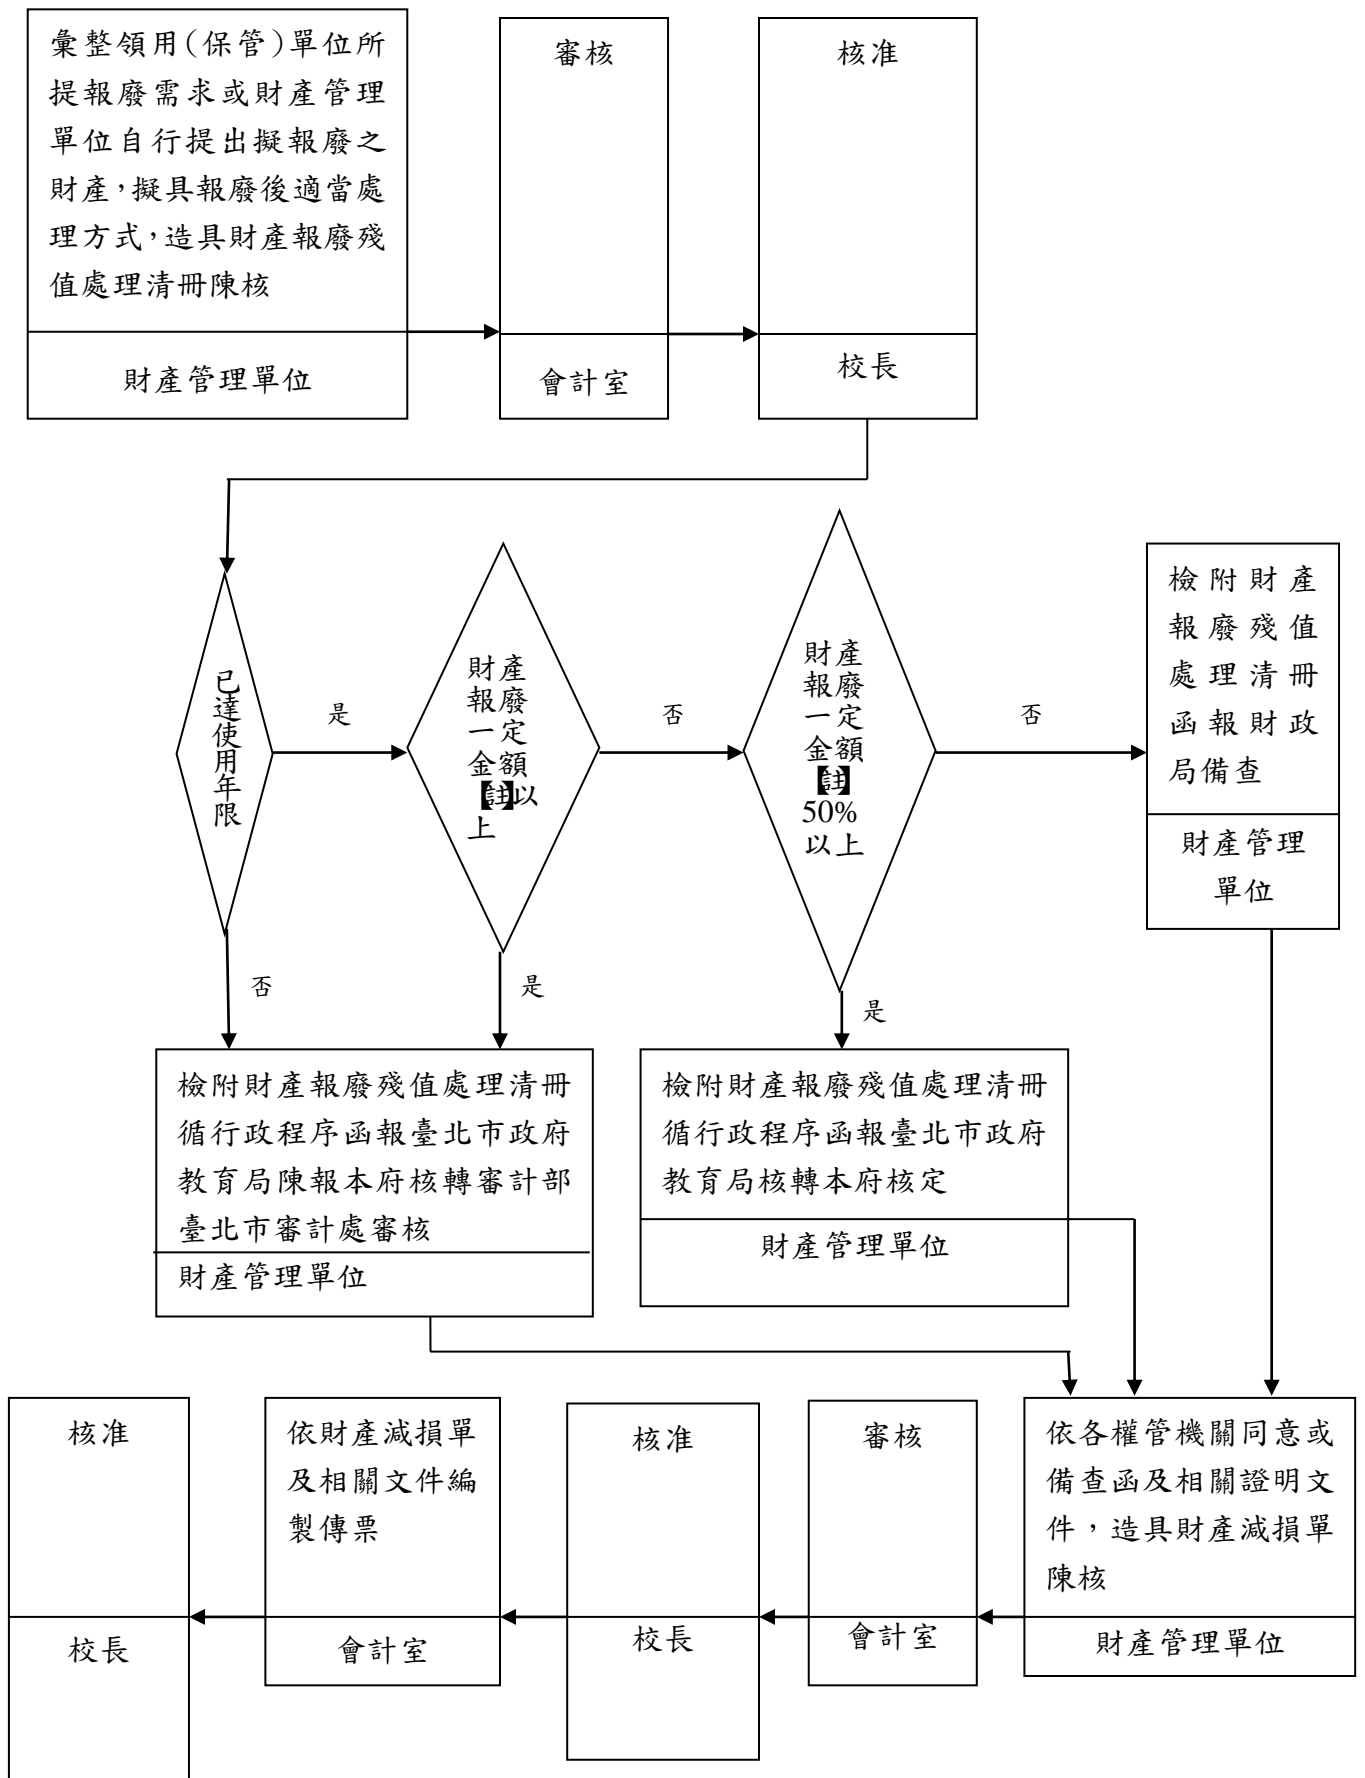 彙整領用(保管)單位所
提報廢需求或財產管理
單位自行提出擬報廢之
財產，擬具報廢後適當處
理方式，造具財產報廢殘
值處理清冊陳核
財產管理單位
審核
會計室
核准
校長
已達使用年限
是
否
財產
報廢
一定
金額
【註】以
上
否
是
財產
報廢
一定
金額
【註】
50%
以上
否
是
檢附財產
報廢殘值
處理清冊
函報財政
局備查
財產管理
單位
檢附財產報廢殘值處理清冊
循行政程序函報臺北市政府
教育局陳報本府核轉審計部
臺北市審計處審核
財產管理單位
檢附財產報廢殘值處理清冊
循行政程序函報臺北市政府
教育局核轉本府核定
財產管理單位
依各權管機關同意或
備查函及相關證明文
件，造具財產減損單
陳核
財產管理單位
審核
會計室
核准
校長
依財產減損單
及相關文件編
製傳票
會計室
核准
校長